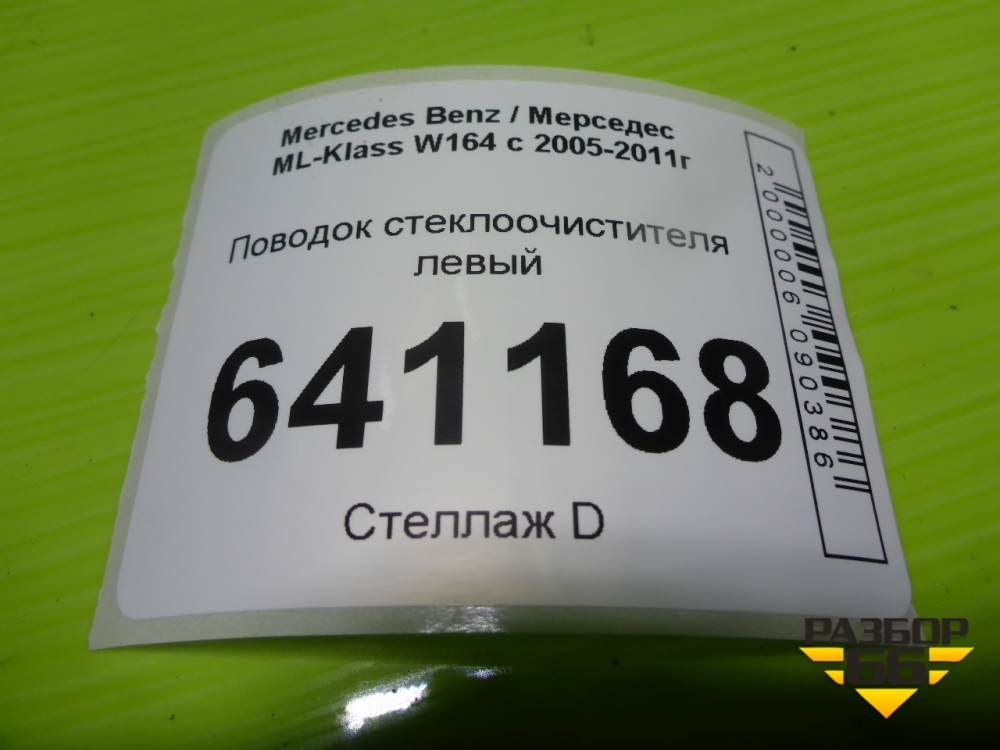 Mercedes Benz / Мерседес
ML-Klass W164 с 2005-2011г
Поводок стеклоочистителя
левый
641168
Стеллаж D
2000006090386
РАЗБОР
66